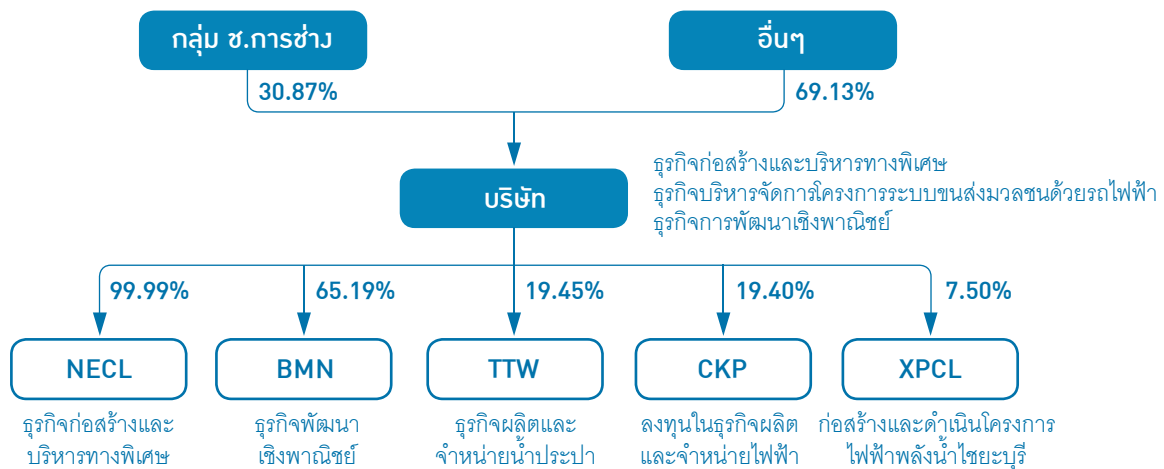 กลุ่ม ช.การช่าง
อื่นๆ
30.87%
69.13%
บริษัท
ธุรกิจก่อสร้างและบริหารทางพิเศษ
ธุรกิจบริหารจัดการโครงการระบบขนส่งมวลชนด้วยรถไฟฟ้า
ธุรกิจการพัฒนาเชิงพาณิชย์
99.99%
65.19%
19.45%
19.40%
7.50%
NECL
BMN
TTW
CKP
XPCL
ธุรกิจก่อสร้างและ
บริหารทางพิเศษ
ธุรกิจพัฒนา
เชิงพาณิชย์
ธุรกิจผลิตและ
จำหน่ายน้ำประปา
ลงทุนในธุรกิจผลิต
และจำหน่ายไฟฟ้า
ก่อสร้างและดำเนินโครงการ
ไฟฟ้าพลังน้ำไชยะบุรี